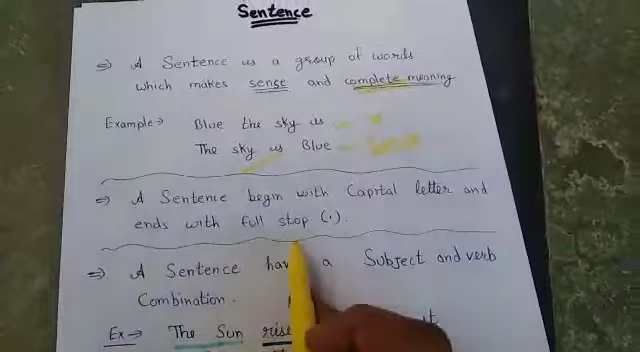 Sentence
⇒ A Sentence is a group of words
which makes sense and complete meaning
Example → Blue the sky is - x
The sky is Blue -
⇒ A Sentence begin with Capital letter and
ends with full stop (.).
⇒ A Sentence hav a Subject and verb
Combination.
Ex → The Sun rise